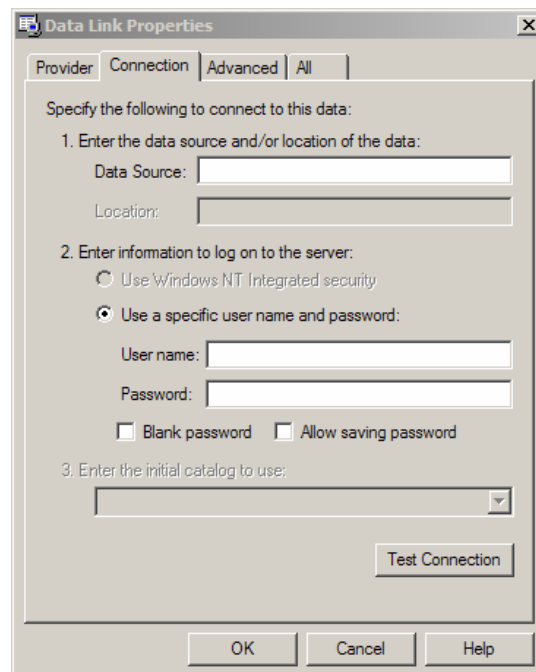 Data Link Properties
Provider Connection Advanced All
Specify the following to connect to this data:
1. Enter the data source and/or location of the data:
Data Source:
Location:
2. Enter information to log on to the server:
Use Windows NT Integrated security
Use a specific user name and password:
User name:
Password:
Blank password Allow saving password
3. Enter the initial catalog to use:
Test Connection
OK Cancel Help